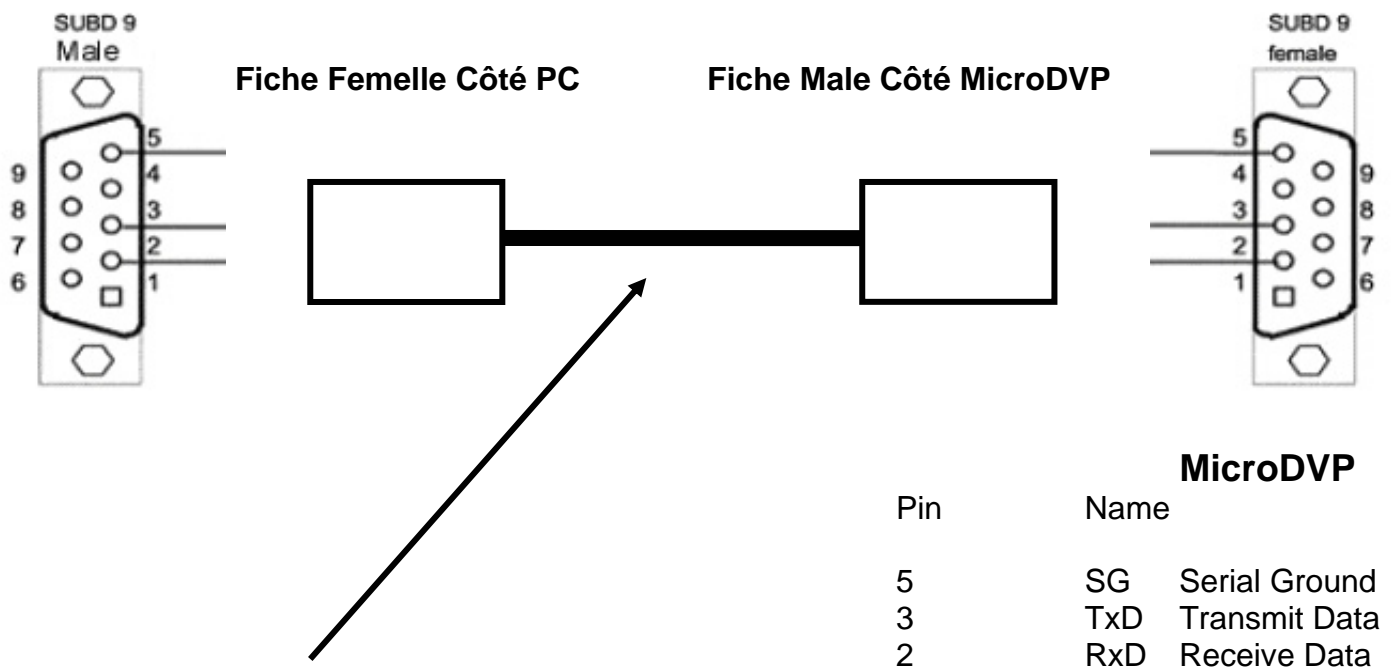 SUBD 9
Male
Fiche Femelle Côté PC
Fiche Male Côté MicroDVP
SUBD 9
female
5
4
3
2
1
9
8
7
6
5
4
3
2
1
9
8
7
6
MicroDVP
Pin Name
5 SG Serial Ground
3 TxD Transmit Data
2 RxD Receive Data